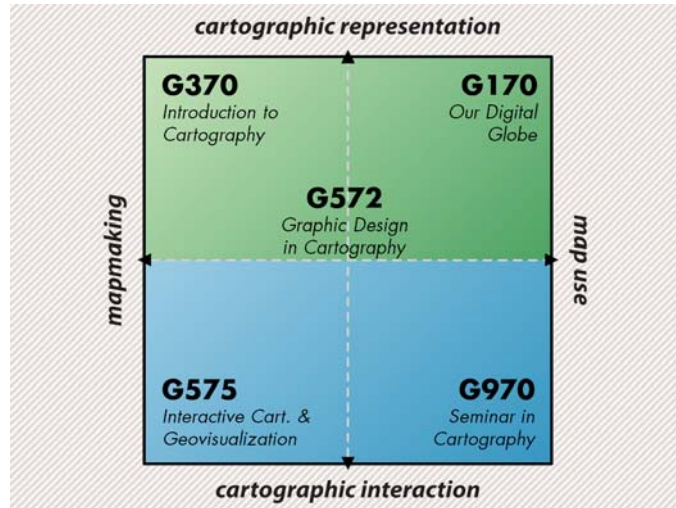 cartographic representation
G370
Introduction to
Cartography
G170
Our Digital
Globe
G572
Graphic Design
in Cartography
mapmaking
map use
G575
Interactive Cart. &
Geovisualization
G970
Seminar in
Cartography
cartographic interaction